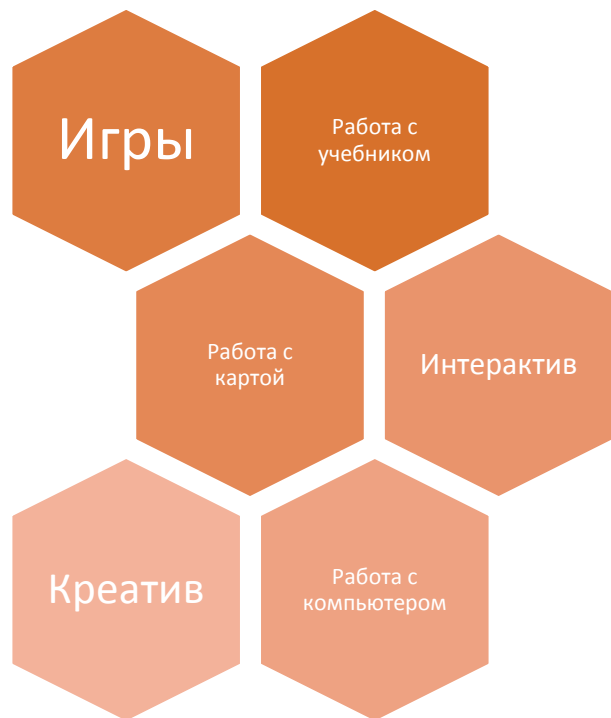 Игры
Работа с
учебником
Работа с
картой
Интерактив
Креатив
Работа с
компьютером